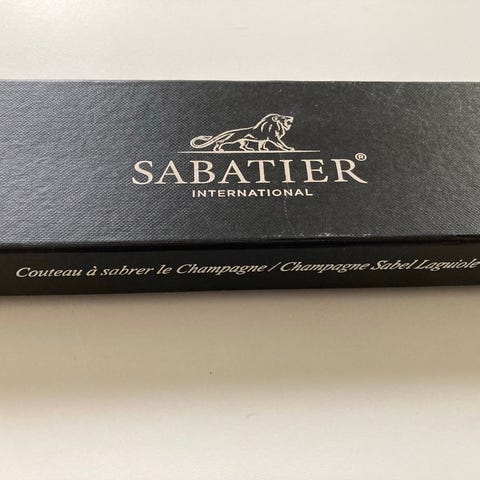 SABATIER®
INTERNATIONAL
Couteau à sabrer le Champagne / Champagne Sabel Laguiole